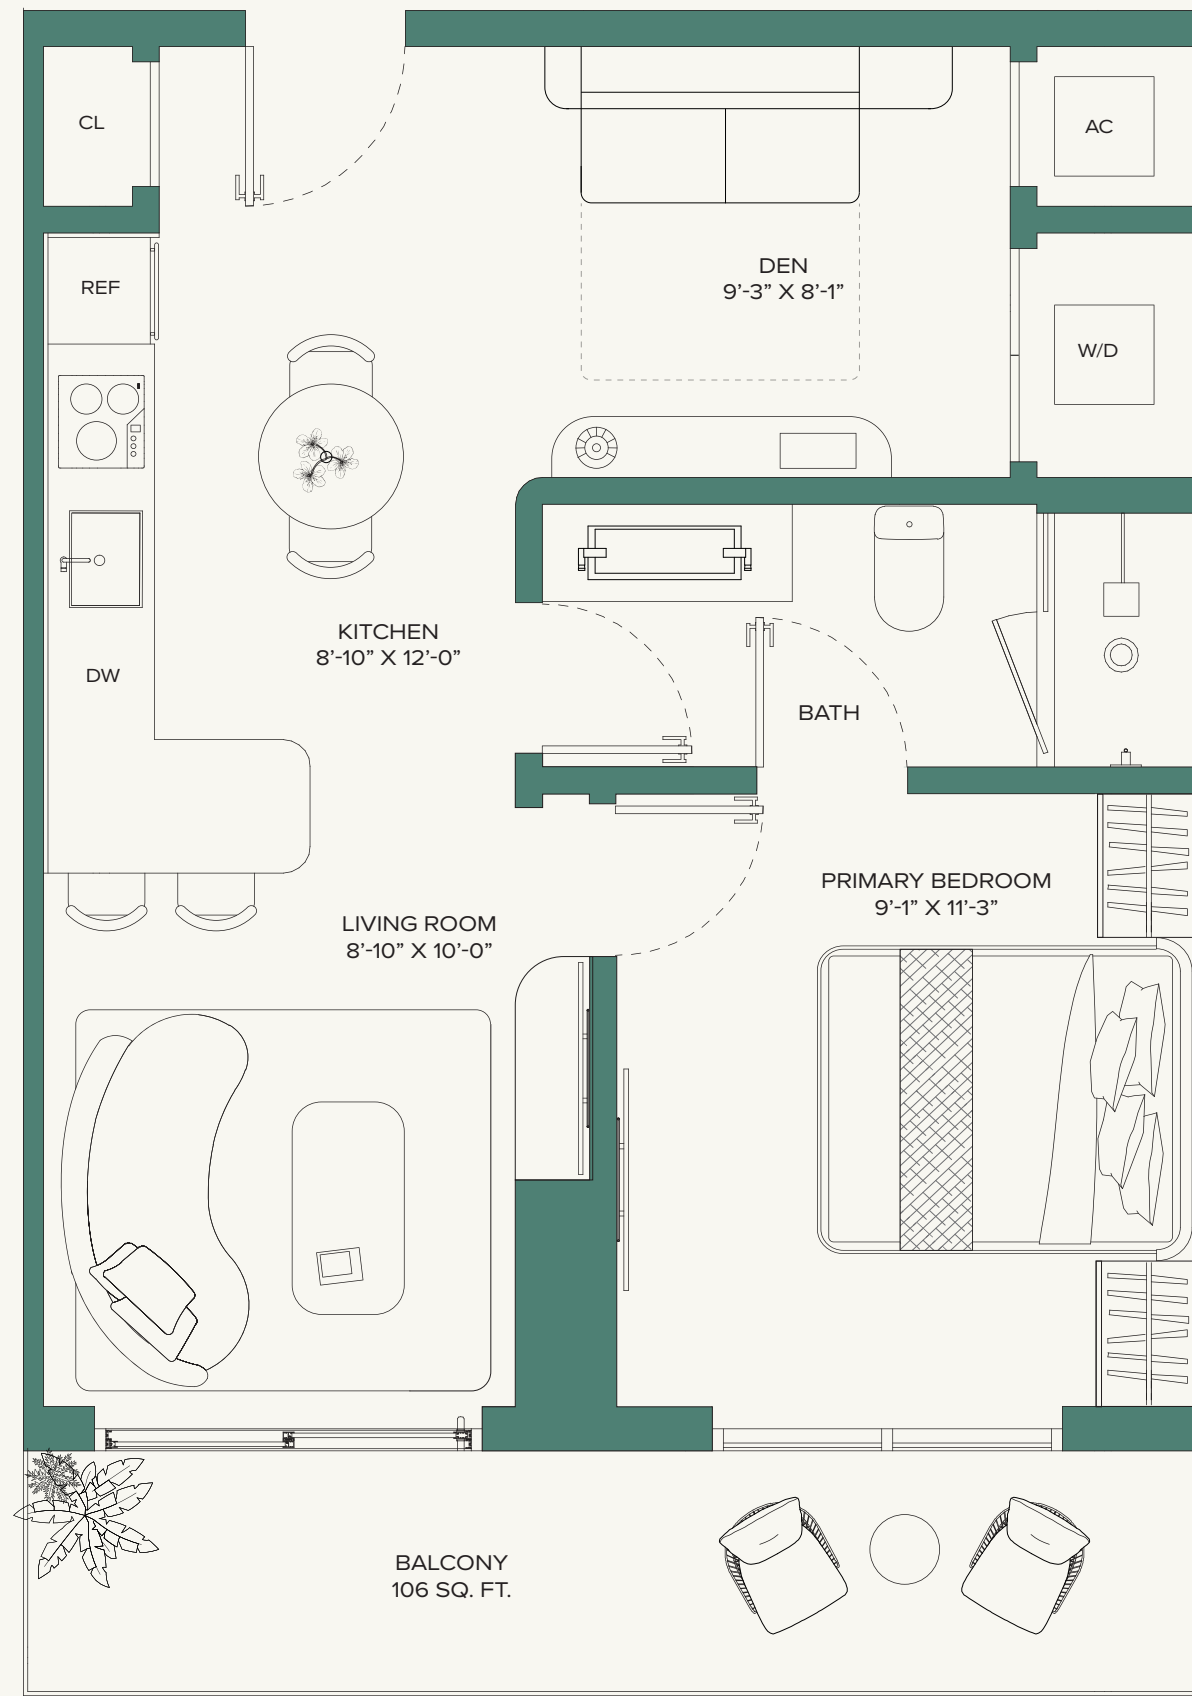 CL
AC
REF
DEN
9’-3” X 8’-1”
W/D
KITCHEN
8’-10” X 12’-0”
DW
BATH
PRIMARY BEDROOM
9’-1” X 11’-3”
LIVING ROOM
8’-10” X 10’-0”
BALCONY
106 SQ. FT.